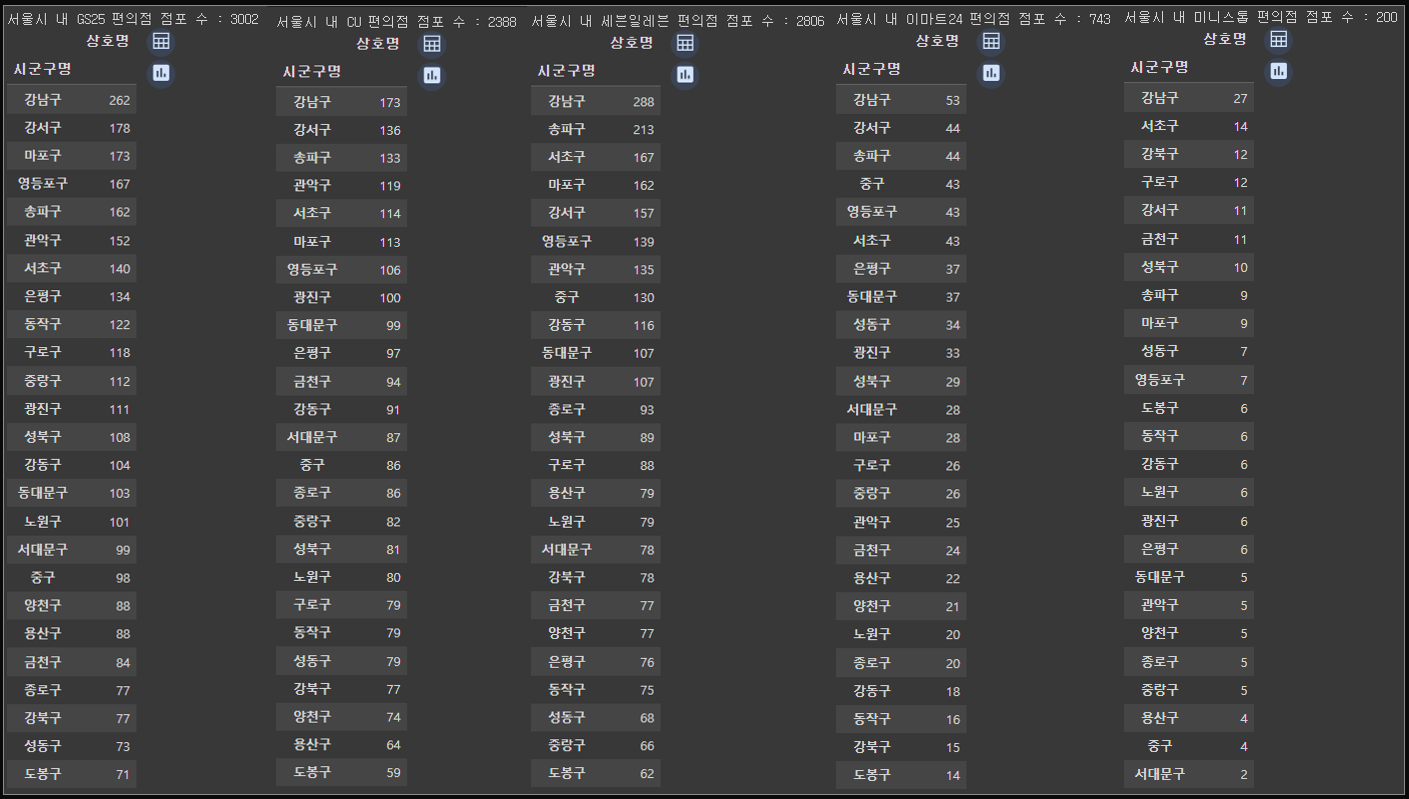 서울시 내 GS25 편의점 점포 수 : 3002
상호명
시군구명
강남구 262
강서구 178
마포구 173
영등포구 167
송파구 162
관악구 152
서초구 140
은평구 134
동작구 122
구로구 118
중랑구 112
광진구 111
성북구 108
강동구 104
동대문구 103
노원구 101
서대문구 99
중구 98
양천구 88
용산구 88
금천구 84
종로구 77
강북구 77
성동구 73
도봉구 71
서울시 내 CU 편의점 점포 수 : 2388
상호명
시군구명
강남구 173
강서구 136
송파구 133
관악구 119
서초구 114
마포구 113
영등포구 106
광진구 100
동대문구 99
은평구 97
금천구 94
강동구 91
서대문구 87
중구 86
종로구 86
중랑구 82
성북구 81
노원구 80
구로구 79
동작구 79
성동구 79
강북구 77
양천구 74
용산구 64
도봉구 59
서울시 내 세븐일레븐 편의점 점포 수 : 2806
상호명
시군구명
강남구 288
송파구 213
서초구 167
마포구 162
강서구 157
영등포구 139
관악구 135
중구 130
강동구 116
동대문구 107
광진구 107
종로구 93
성북구 89
구로구 88
용산구 79
노원구 79
서대문구 78
강북구 78
금천구 77
양천구 77
은평구 76
동작구 75
성동구 68
중랑구 66
도봉구 62
서울시 내 이마트24 편의점 점포 수 : 743
상호명
시군구명
강남구 53
강서구 44
송파구 44
중구 43
영등포구 43
서초구 43
은평구 37
동대문구 37
성동구 34
광진구 33
성북구 29
서대문구 28
마포구 28
구로구 26
중랑구 26
관악구 25
금천구 24
용산구 22
양천구 21
노원구 20
종로구 20
강동구 18
동작구 16
강북구 15
도봉구 14
서울시 내 미니스톱 편의점 점포 수 : 200
상호명
시군구명
강남구 27
서초구 14
강북구 12
구로구 12
강서구 11
금천구 11
성북구 10
송파구 9
마포구 9
성동구 7
영등포구 7
도봉구 6
동작구 6
강동구 6
노원구 6
광진구 6
은평구 6
동대문구 5
관악구 5
양천구 5
종로구 5
중랑구 5
용산구 4
중구 4
서대문구 2